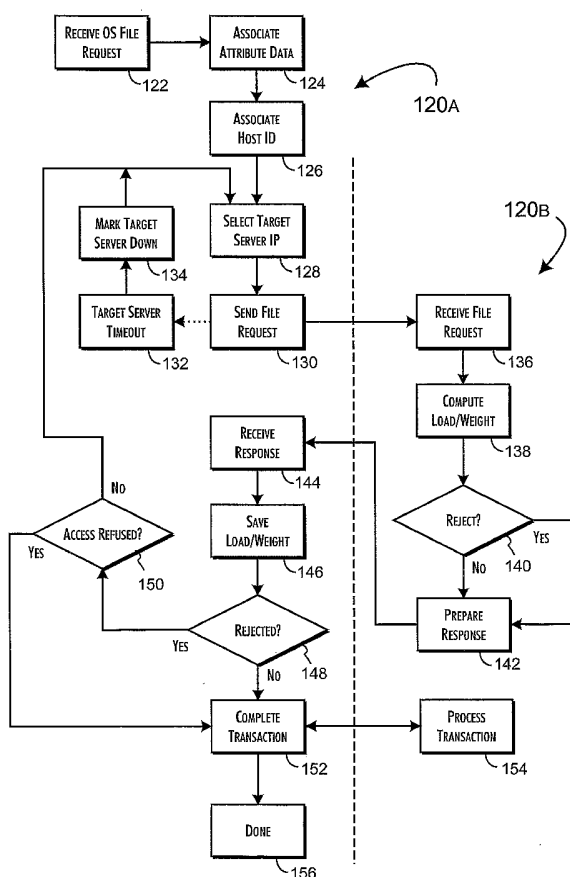 RECEIVE OS FILE
REQUEST
122
ASSOCIATE
ATTRIBUTE DATA
124
120A
ASSOCIATE
HOST ID
126
120B
MARK TARGET
SERVER DOWN
134
SELECT TARGET
SERVER IP
128
TARGET SERVER
TIMEOUT
132
SEND FILE
REQUEST
130
RECEIVE FILE
REQUEST
136
COMPUTE
LOAD/WEIGHT
138
RECEIVE
RESPONSE
144
NO
ACCESS REFUSED?
YES
150
SAVE
LOAD/WEIGHT
146
REJECT?
YES
140
NO
REJECTED?
YES
148
NO
PREPARE
RESPONSE
142
COMPLETE
TRANSACTION
152
PROCESS
TRANSACTION
154
DONE
156